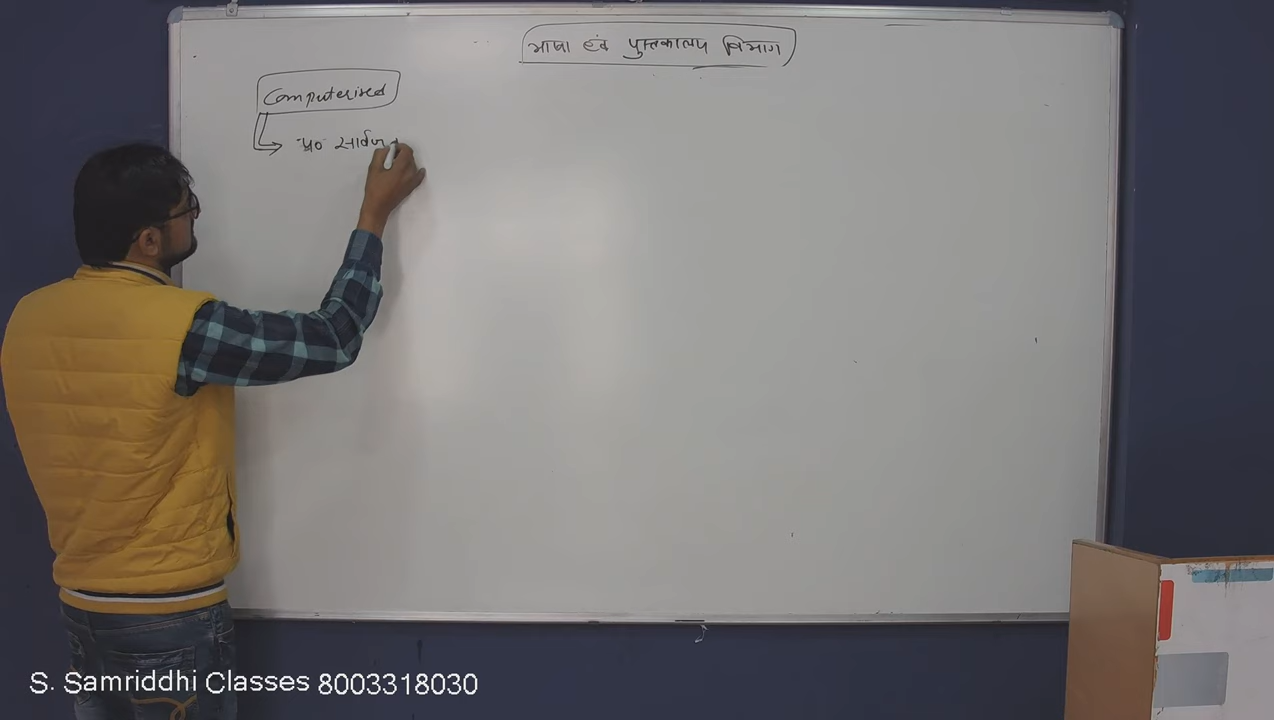 भाषा एवं पुस्तकालय विभाग
Computerised
प्र० सार्वज
S. Samriddhi Classes 8003318030